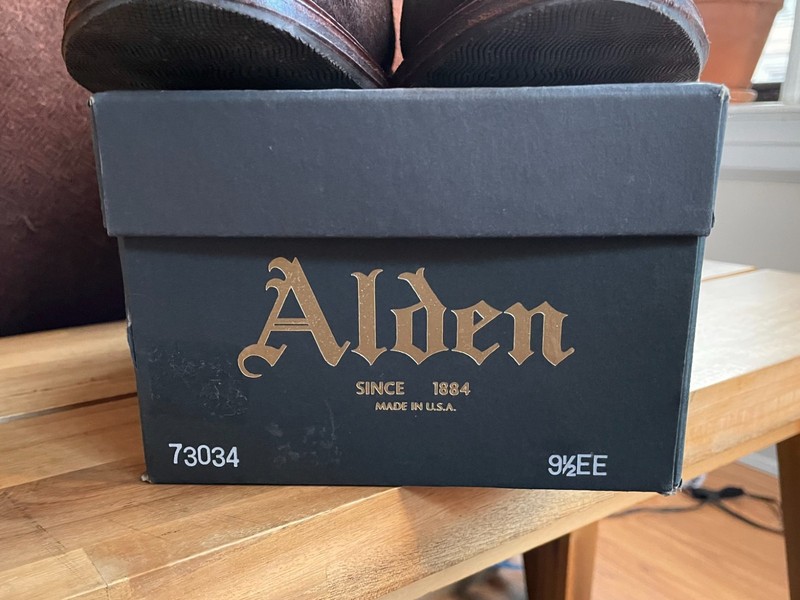 Alden
SINCE 1884
MADE IN U.S.A.
73034 9½EE